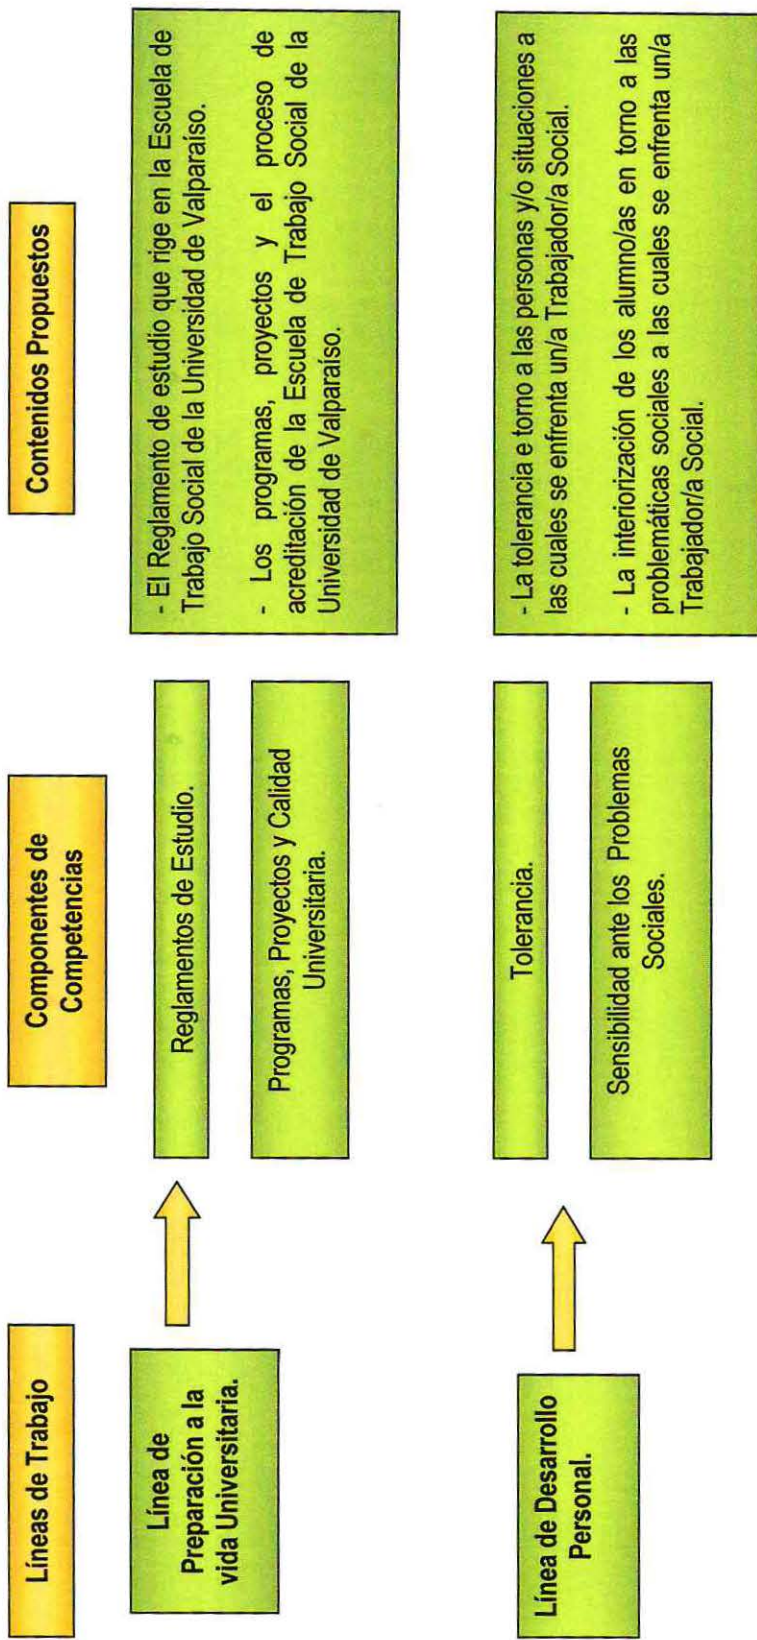 Líneas de Trabajo
Componentes de
Competencias
Contenidos Propuestos
Línea de
Preparación a la
vida Universitaria.
Reglamentos de Estudio.
Programas, Proyectos y Calidad
Universitaria.
- El Reglamento de estudio que rige en la Escuela de
Trabajo Social de la Universidad de Valparaíso.
- Los programas, proyectos y el proceso de
acreditación de la Escuela de Trabajo Social de la
Universidad de Valparaíso.
Línea de Desarrollo
Personal.
Tolerancia.
Sensibilidad ante los Problemas
Sociales.
- La tolerancia e torno a las personas y/o situaciones a
las cuales se enfrenta un/a Trabajador/a Social.
- La interiorización de los alumno/as en torno a las
problemáticas sociales a las cuales se enfrenta un/a
Trabajador/a Social.